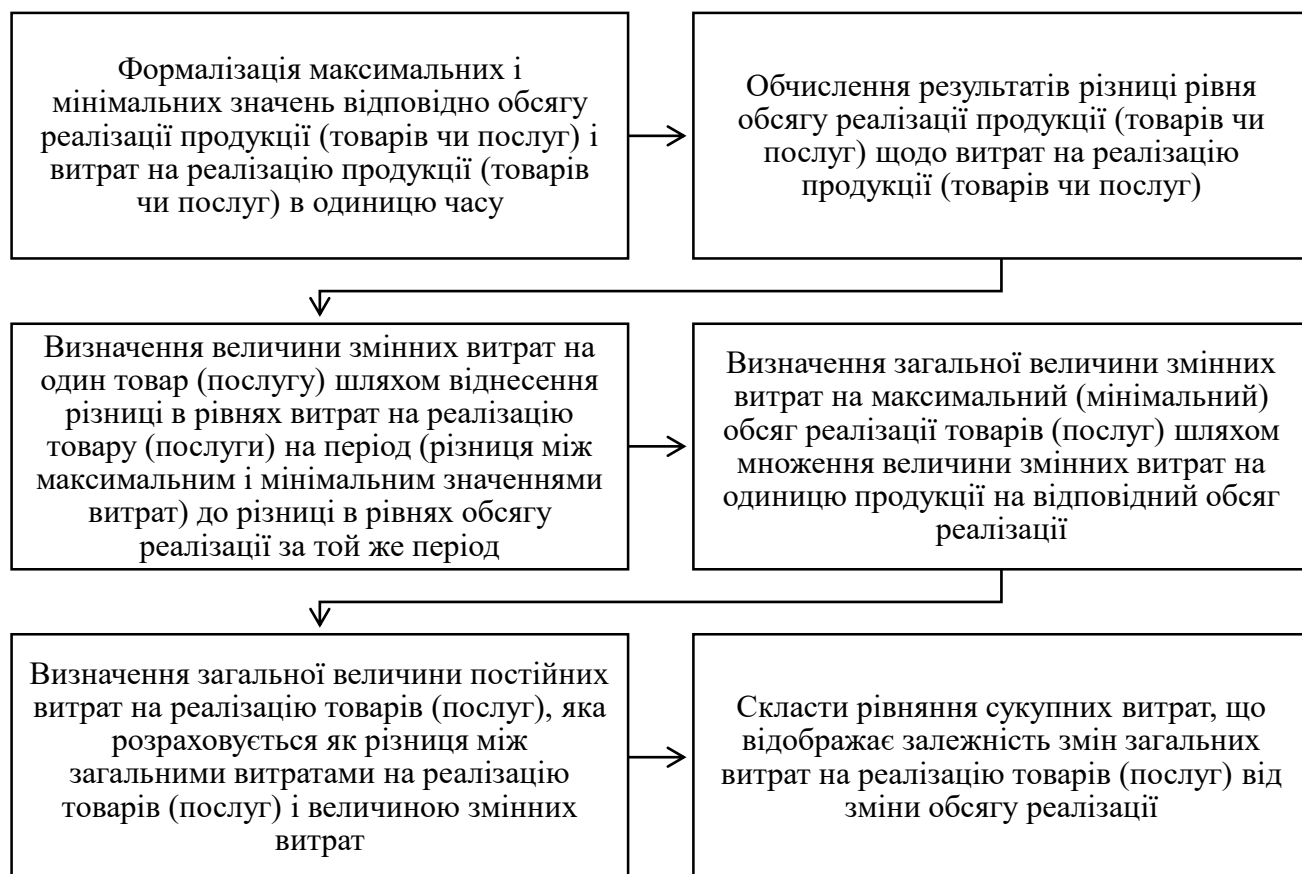 Формалізація максимальних і
мінімальних значень відповідно обсягу
реалізації продукції (товарів чи послуг) і
витрат на реалізацію продукції (товарів
чи послуг) в одиницю часу
Обчислення результатів різниці рівня
обсягу реалізації продукції (товарів чи
послуг) щодо витрат на реалізацію
продукції (товарів чи послуг)
Визначення величини змінних витрат на
один товар (послугу) шляхом віднесення
різниці в рівнях витрат на реалізацію
товару (послуги) на період (різниця між
максимальним і мінімальним значеннями
витрат) до різниці в рівнях обсягу
реалізації за той же період
Визначення загальної величини змінних
витрат на максимальний (мінімальний)
обсяг реалізації товарів (послуг) шляхом
множення величини змінних витрат на
одиницю продукції на відповідний обсяг
реалізації
Визначення загальної величини постійних
витрат на реалізацію товарів (послуг), яка
розраховується як різниця між
загальними витратами на реалізацію
товарів (послуг) і величиною змінних
витрат
Скласти рівняння сукупних витрат, що
відображає залежність змін загальних
витрат на реалізацію товарів (послуг) від
зміни обсягу реалізації